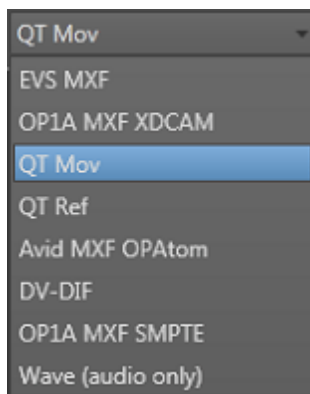 QT Mov
EVS MXF
OP1A MXF XDCAM
QT Mov
QT Ref
Avid MXF OPAtom
DV-DIF
OP1A MXF SMPTE
Wave (audio only)